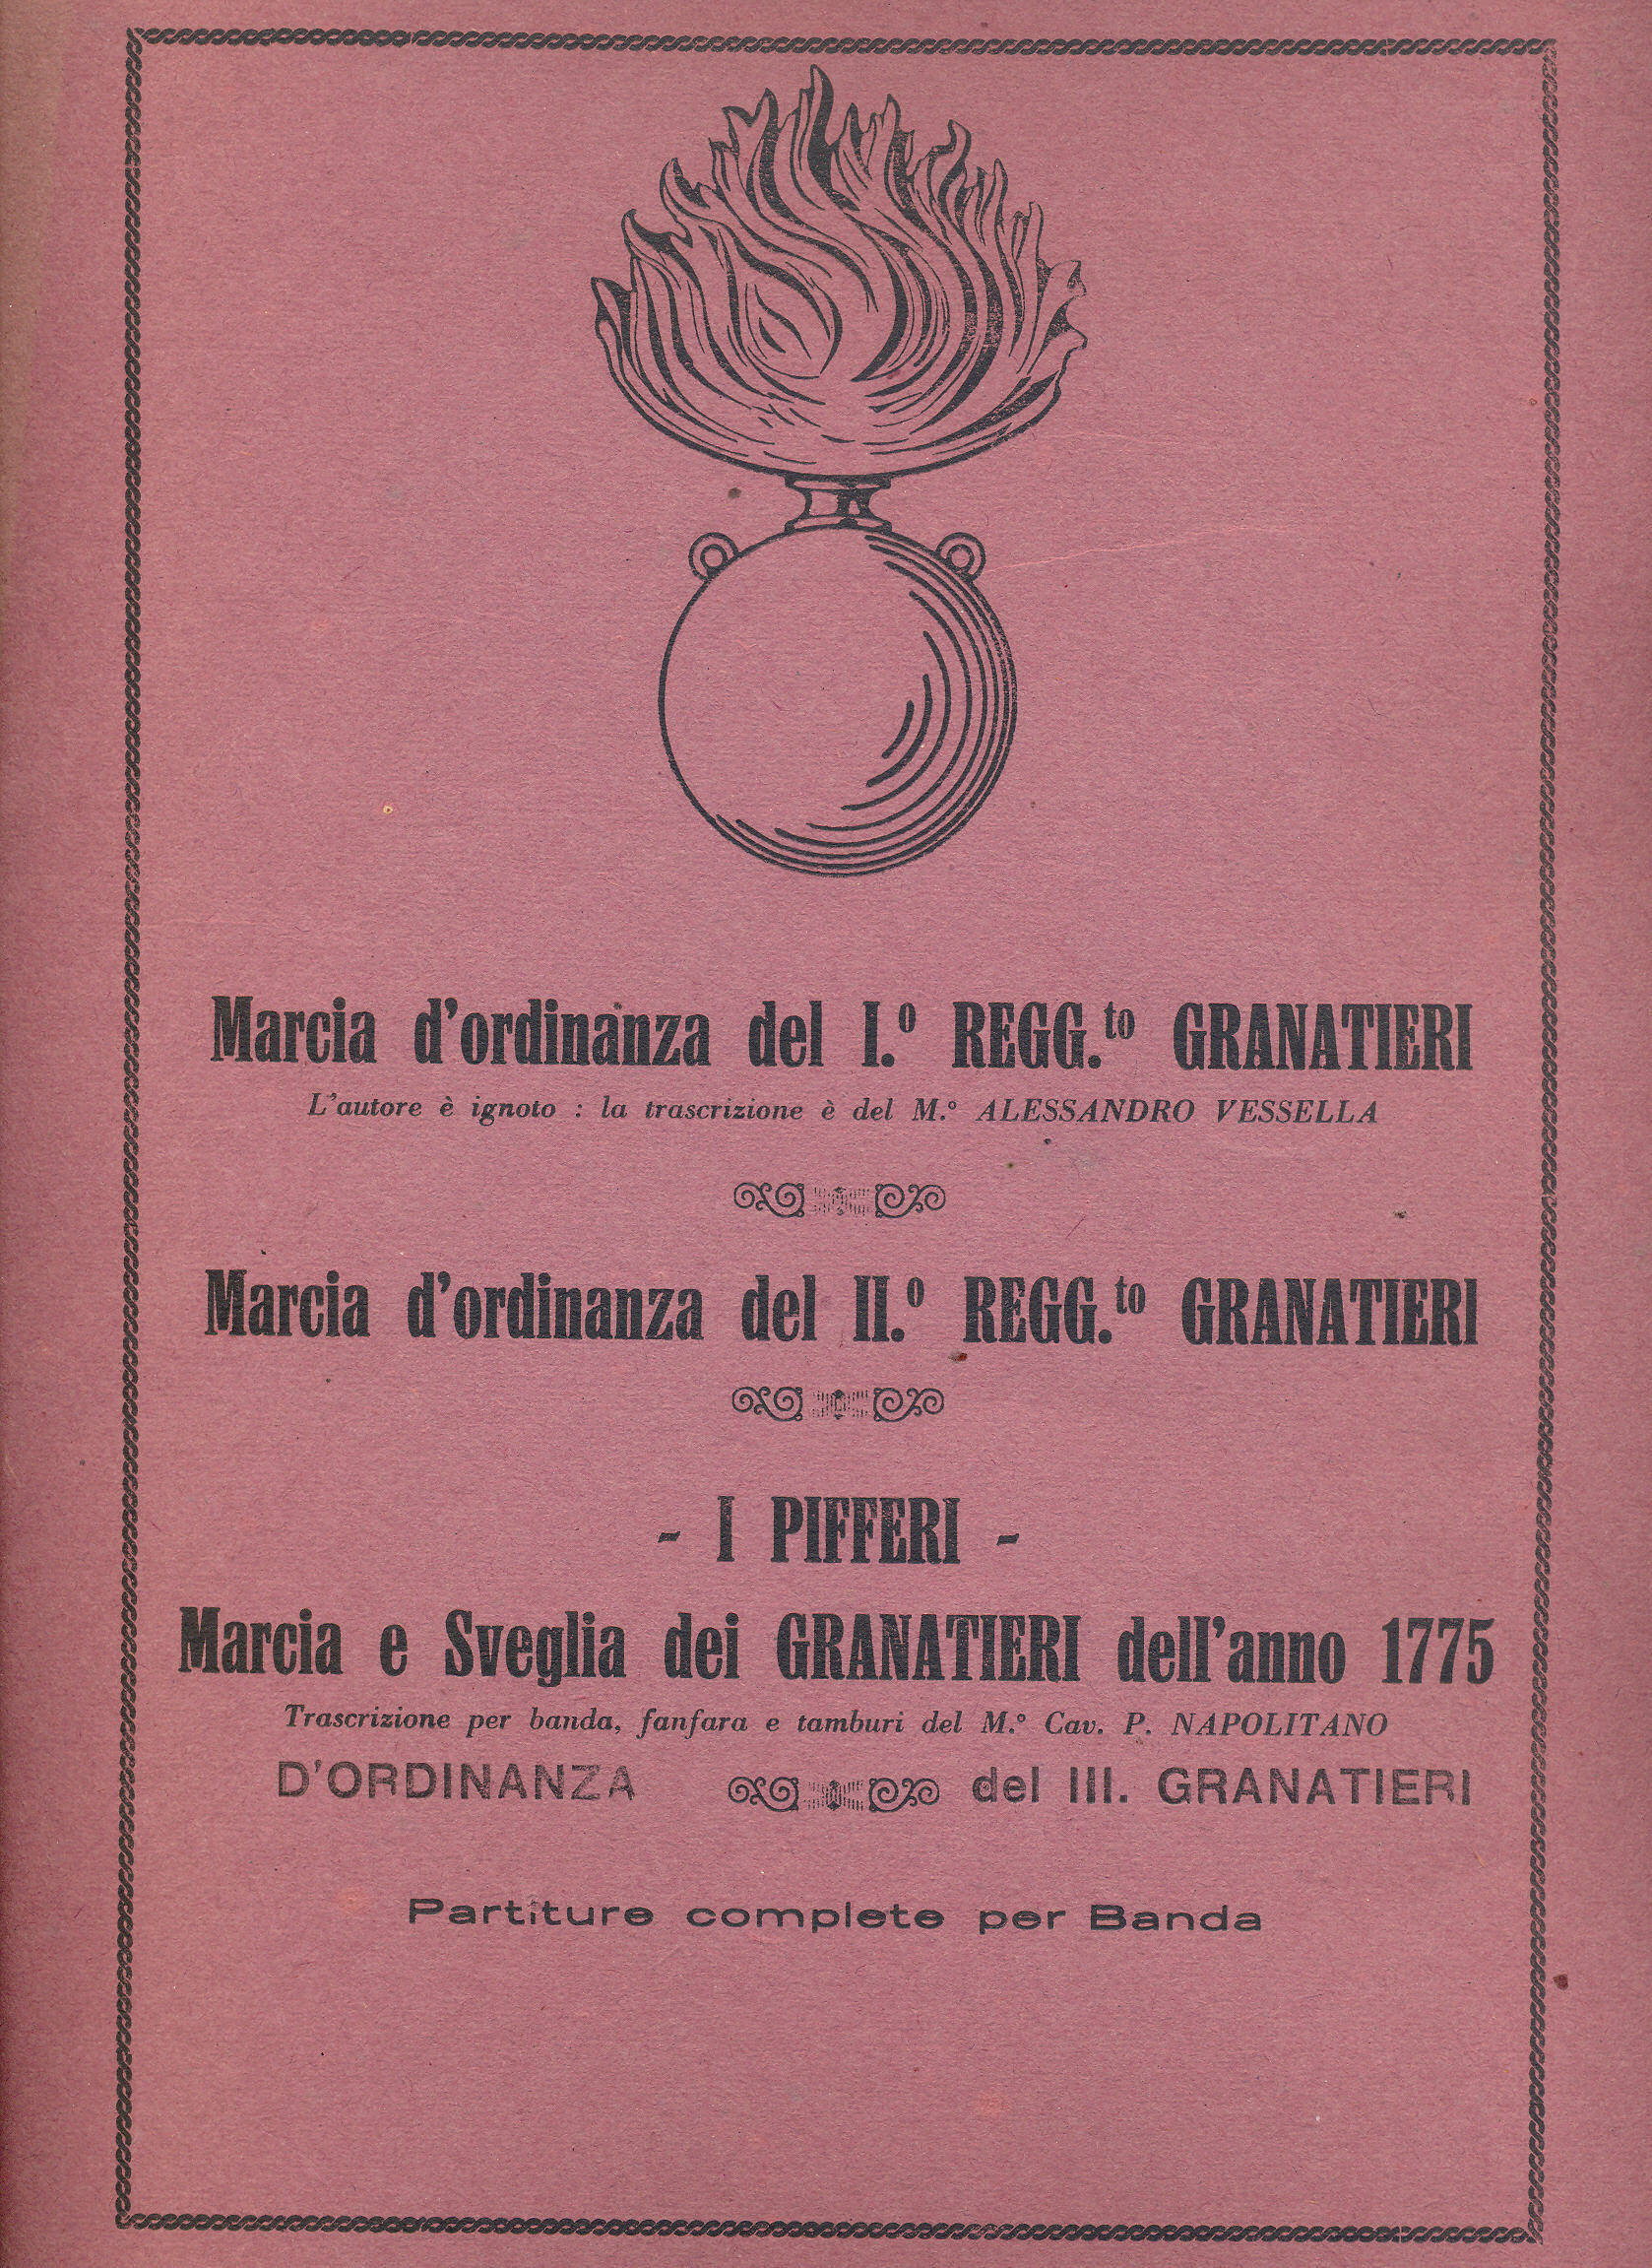 Marcia d'ordinanza del I.º REGG.to GRANATIERI
L'autore è ignoto : la trascrizione è del M.º ALESSANDRO VESSELLA
Marcia d'ordinanza del II.º REGG.to GRANATIERI
- I PIFFERI -
Marcia e Sveglia dei GRANATIERI dell'anno 1775
Trascrizione per banda, fanfara e tamburi del M.º Cav. P. NAPOLITANO
D'ORDINANZA del III. GRANATIERI
Partiture complete per Banda